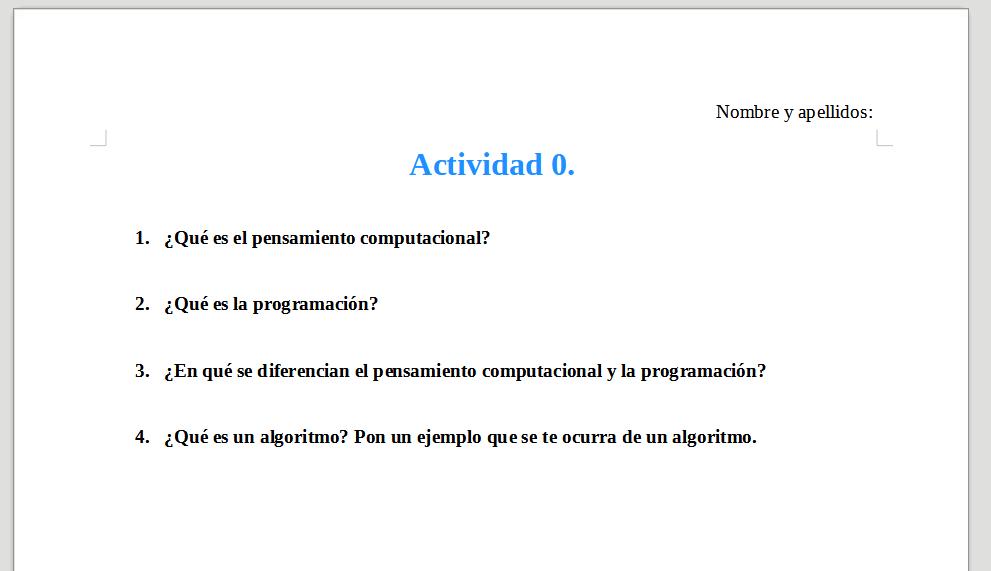 Nombre y apellidos:
Actividad 0.
1. ¿Qué es el pensamiento computacional?
2. ¿Qué es la programación?
3. ¿En qué se diferencian el pensamiento computacional y la programación?
4. ¿Qué es un algoritmo? Pon un ejemplo que se te ocurra de un algoritmo.